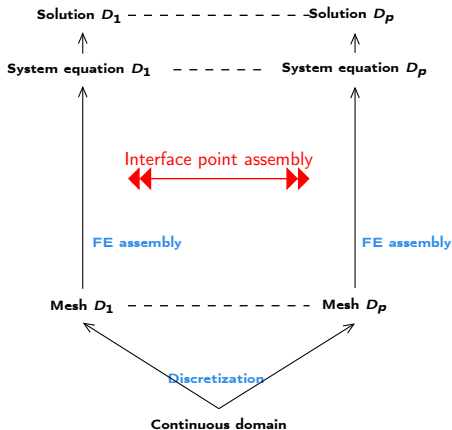 Solution D1 Solution Dp
System equation D1 System equation Dp
Interface point assembly
FE assembly FE assembly
Mesh D1 Mesh Dp
Discretization
Continuous domain